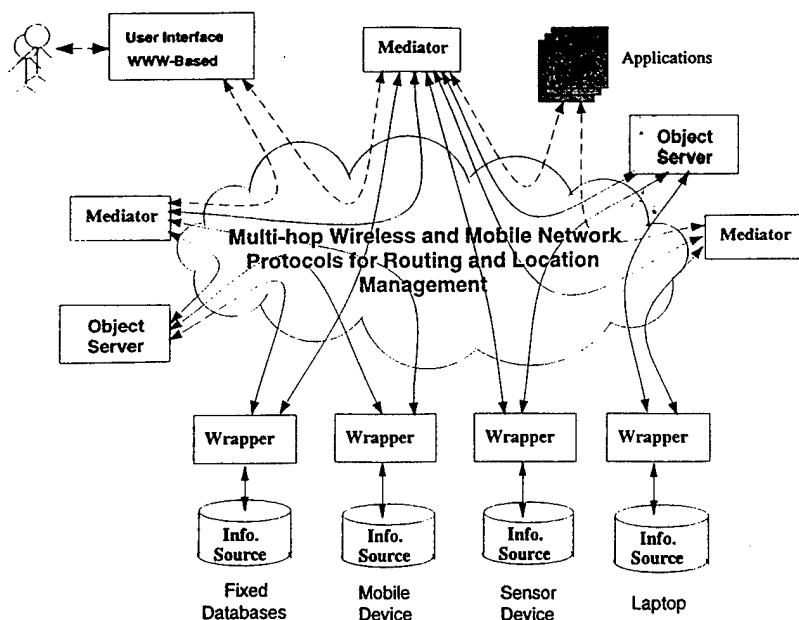 User Interface
WWW-Based
Mediator
Applications
Object
Server
Mediator
Mediator
Multi-hop Wireless and Mobile Network
Protocols for Routing and Location
Management
Object
Server
Wrapper
Wrapper
Wrapper
Wrapper
Info.
Source
Info.
Source
Info.
Source
Info.
Source
Fixed
Databases
Mobile
Device
Sensor
Device
Laptop